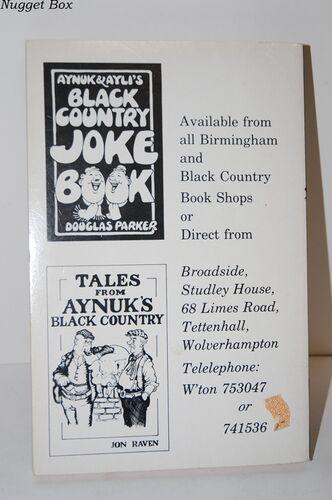 Nugget Box
AYNUK & AYLI'S
BLACK
COUNTRY
JOKE
BOOK
DOUGLAS PARKER
Available from
all Birmingham
and
Black Country
Book Shops
or
Direct from
TALES
FROM
AYNUK'S
BLACK COUNTRY
JON RAVEN
Broadside,
Studley House,
68 Limes Road,
Tettenhall,
Wolverhampton
Telelephone:
W'ton 753047
or
741536